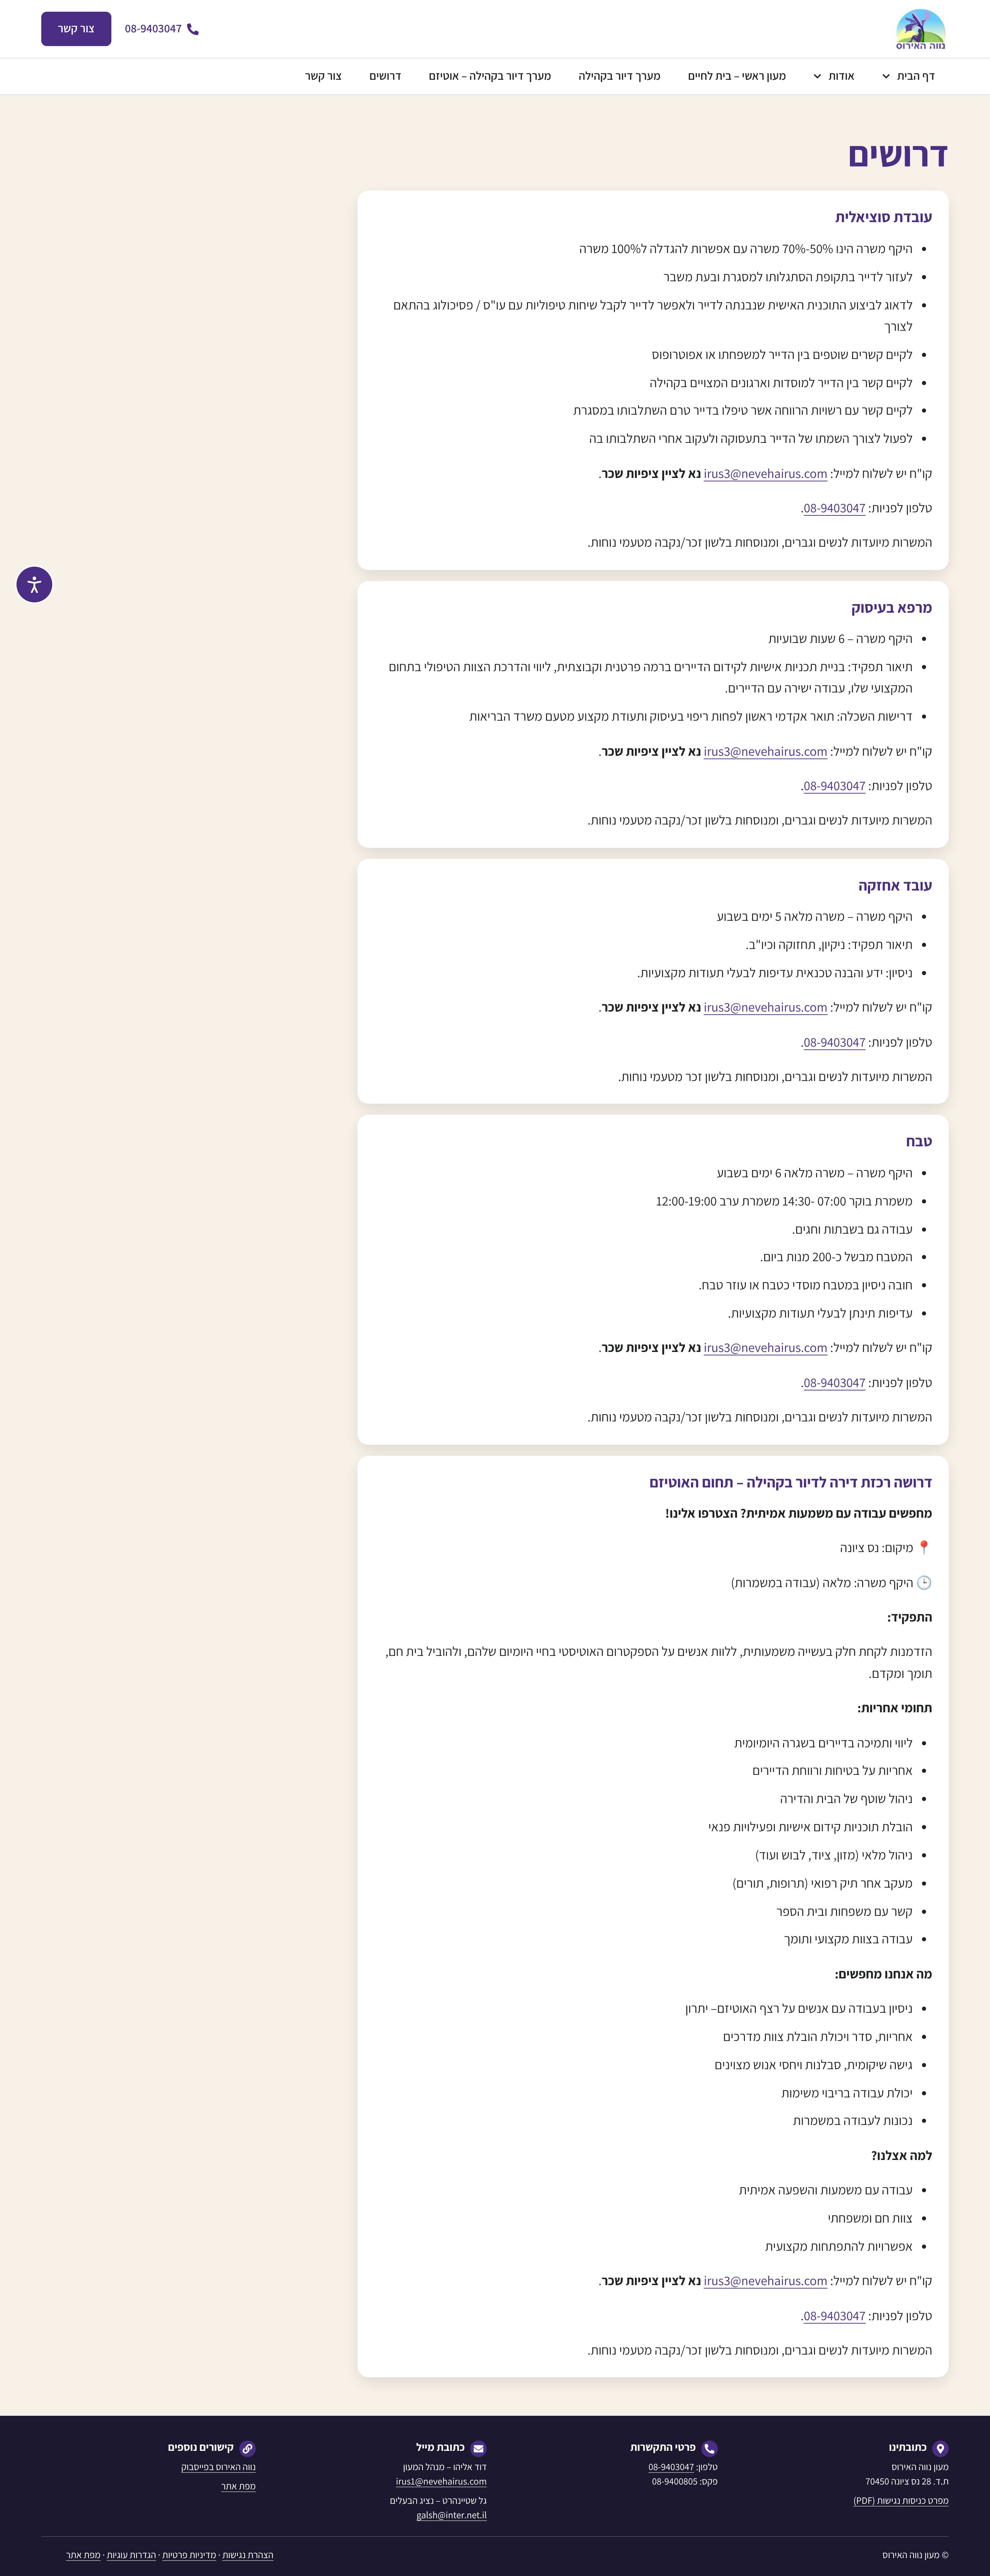 נווה האירוס
08-9403047
צור קשר
דף הבית
אודות
מעון ראשי – בית לחיים
מערך דיור בקהילה
מערך דיור בקהילה – אוטיזם
דרושים
צור קשר
דרושים
עובדת סוציאלית
היקף משרה הינו 50%-70% משרה עם אפשרות להגדלה ל100% משרה
לעזור לדייר בתקופת הסתגלותו למסגרת ובעת משבר
לדאוג לביצוע התוכנית האישית שנבנתה לדייר ולאפשר לדייר לקבל שיחות טיפוליות עם עו"ס / פסיכולוג בהתאם
לצורך
לקיים קשרים שוטפים בין הדייר למשפחתו או אפוטרופוס
לקיים קשר בין הדייר למוסדות וארגונים המצויים בקהילה
לקיים קשר עם רשויות הרווחה אשר טיפלו בדייר טרם השתלבותו במסגרת
לפעול לצורך השמתו של הדייר בתעסוקה ולעקוב אחרי השתלבותו בה
קו"ח יש לשלוח למייל: irus3@nevehairus.com נא לציין ציפיות שכר.
טלפון לפניות: 08-9403047.
המשרות מיועדות לנשים וגברים, ומנוסחות בלשון זכר/נקבה מטעמי נוחות.
מרפא בעיסוק
היקף משרה – 6 שעות שבועיות
תיאור תפקיד: בניית תכניות אישיות לקידום הדיירים ברמה פרטנית וקבוצתית, ליווי והדרכת הצוות הטיפולי בתחום
המקצועי שלו, עבודה ישירה עם הדיירים.
דרישות השכלה: תואר אקדמי ראשון לפחות ריפוי בעיסוק ותעודת מקצוע מטעם משרד הבריאות
קו"ח יש לשלוח למייל: irus3@nevehairus.com נא לציין ציפיות שכר.
טלפון לפניות: 08-9403047.
המשרות מיועדות לנשים וגברים, ומנוסחות בלשון זכר/נקבה מטעמי נוחות.
עובד אחזקה
היקף משרה – משרה מלאה 5 ימים בשבוע
תיאור תפקיד: ניקיון, תחזוקה וכיו"ב.
ניסיון: ידע והבנה טכנאית עדיפות לבעלי תעודות מקצועיות.
קו"ח יש לשלוח למייל: irus3@nevehairus.com נא לציין ציפיות שכר.
טלפון לפניות: 08-9403047.
המשרות מיועדות לנשים וגברים, ומנוסחות בלשון זכר מטעמי נוחות.
טבח
היקף משרה – משרה מלאה 6 ימים בשבוע
משמרת בוקר 07:00 -14:30 משמרת ערב 12:00-19:00
עבודה גם בשבתות וחגים.
המטבח מבשל כ-200 מנות ביום.
חובה ניסיון במטבח מוסדי כטבח או עוזר טבח.
עדיפות תינתן לבעלי תעודות מקצועיות.
קו"ח יש לשלוח למייל: irus3@nevehairus.com נא לציין ציפיות שכר.
טלפון לפניות: 08-9403047.
המשרות מיועדות לנשים וגברים, ומנוסחות בלשון זכר/נקבה מטעמי נוחות.
דרושה רכזת דירה לדיור בקהילה – תחום האוטיזם
מחפשים עבודה עם משמעות אמיתית? הצטרפו אלינו!
📍 מיקום: נס ציונה
🕒 היקף משרה: מלאה (עבודה במשמרות)
התפקיד:
הזדמנות לקחת חלק בעשייה משמעותית, ללוות אנשים על הספקטרום האוטיסטי בחיי היומיום שלהם, ולהוביל בית חם,
תומך ומקדם.
תחומי אחריות:
ליווי ותמיכה בדיירים בשגרה היומיומית
אחריות על בטיחות ורווחת הדיירים
ניהול שוטף של הבית והדירה
הובלת תוכניות קידום אישיות ופעילויות פנאי
ניהול מלאי (מזון, ציוד, לבוש ועוד)
מעקב אחר תיק רפואי (תרופות, תורים)
קשר עם משפחות ובית הספר
עבודה בצוות מקצועי ותומך
מה אנחנו מחפשים:
ניסיון בעבודה עם אנשים על רצף האוטיזם– יתרון
אחריות, סדר ויכולת הובלת צוות מדרכים
גישה שיקומית, סבלנות ויחסי אנוש מצוינים
יכולת עבודה בריבוי משימות
נכונות לעבודה במשמרות
למה אצלנו?
עבודה עם משמעות והשפעה אמיתית
צוות חם ומשפחתי
אפשרויות להתפתחות מקצועית
קו"ח יש לשלוח למייל: irus3@nevehairus.com נא לציין ציפיות שכר.
טלפון לפניות: 08-9403047.
המשרות מיועדות לנשים וגברים, ומנוסחות בלשון זכר/נקבה מטעמי נוחות.
כתובתינו
מעון נווה האירוס
ת.ד. 28 נס ציונה 70450
מפרט כניסות נגישות (PDF)
פרטי התקשרות
טלפון: 08-9403047
פקס: 08-9400805
כתובת מייל
דוד אליהו – מנהל המעון
irus1@nevehairus.com
גל שטיינהרט – נציג הבעלים
galsh@inter.net.il
קישורים נוספים
נווה האירוס בפייסבוק
מפת אתר
© מעון נווה האירוס
הצהרת נגישות · מדיניות פרטיות · הגדרות עוגיות · מפת אתר